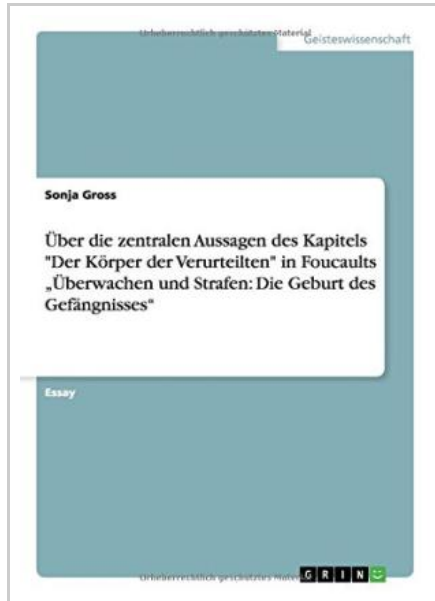 Urheberrechtlich geschütztes Material
Geisteswissenschaft
Sonja Gross
Über die zentralen Aussagen des Kapitels
"Der Körper der Verurteilten" in Foucaults
„Überwachen und Strafen: Die Geburt des
Gefängnisses“
Essay
Urheberrechtlich geschütztes Material
GRIN